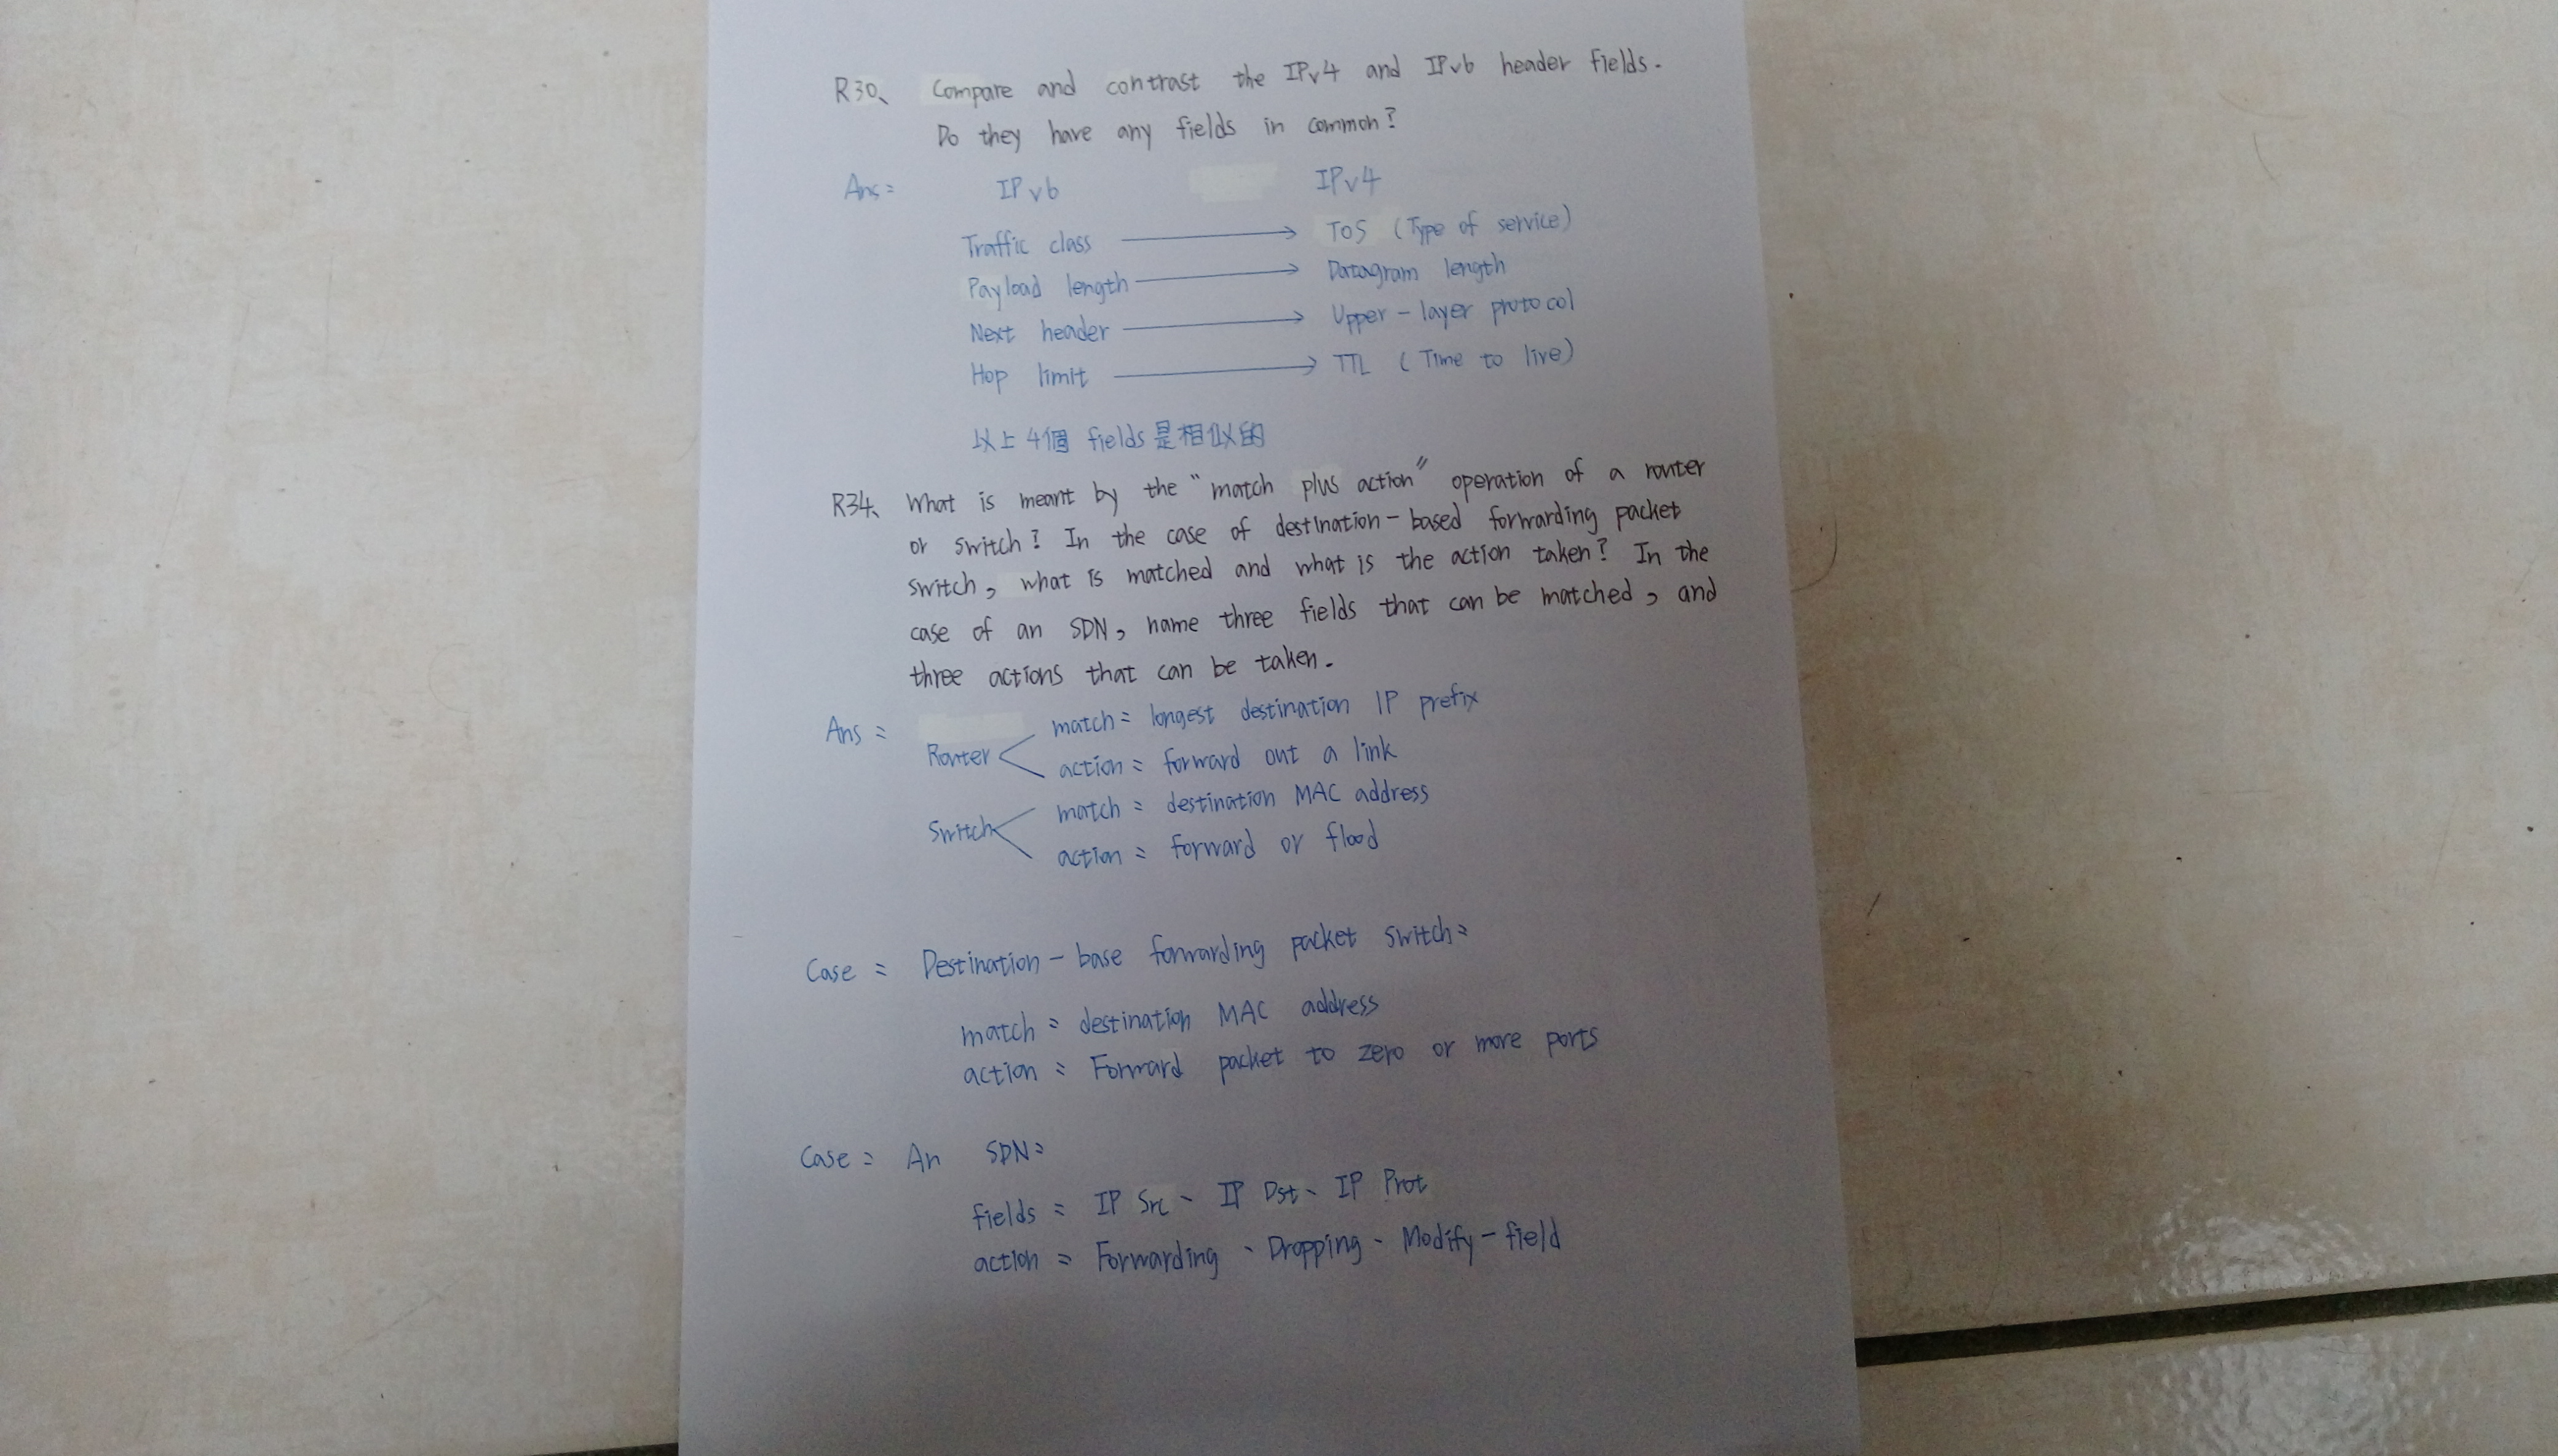 R30、 Compare and contrast the IPv4 and IPv6 header fields.
Do they have any fields in common?
Ans: IPv6 IPv4
Traffic class → ToS (Type of service)
Payload length → Datagram length
Next header → Upper-layer protocol
Hop limit → TTL (Time to live)
以上4個 fields 是相似的
R34、 What is meant by the "match plus action" operation of a router
or switch? In the case of destination-based forwarding packet
switch, what is matched and what is the action taken? In the
case of an SDN, name three fields that can be matched, and
three actions that can be taken.
Ans:
Router
match: longest destination IP prefix
action: forward out a link
Switch
match: destination MAC address
action: forward or flood
Case: Destination-base forwarding packet switch:
match: destination MAC address
action: Forward packet to zero or more ports
Case: An SDN:
fields: IP Src、IP Dst、IP Prot
action: Forwarding、Dropping、Modify-field